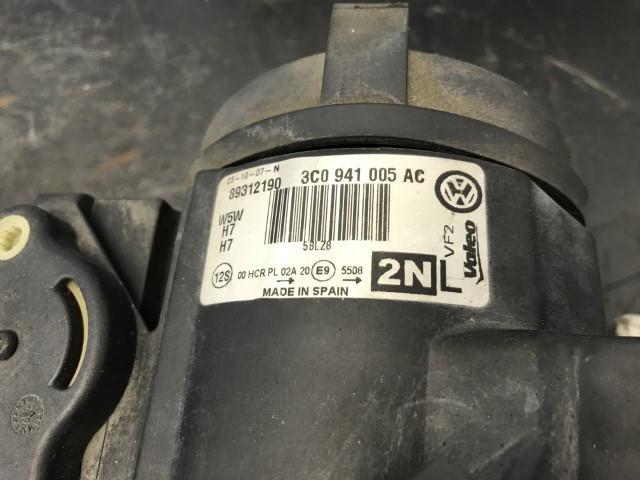 23-10-07-N
89312190
3C0 941 005 AC
W5W
H7
H7
5BLZ8
12S 00 HCR PL 02A 20 E9 5508
MADE IN SPAIN
2N
L
VF2
Valeo